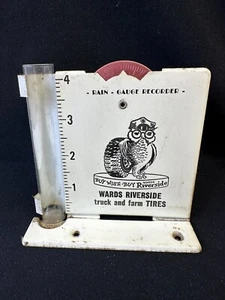 - RAIN - GAUGE RECORDER -
4
3
2
1
BUY WISE - BUY Riverside
WARDS RIVERSIDE
truck and farm TIRES